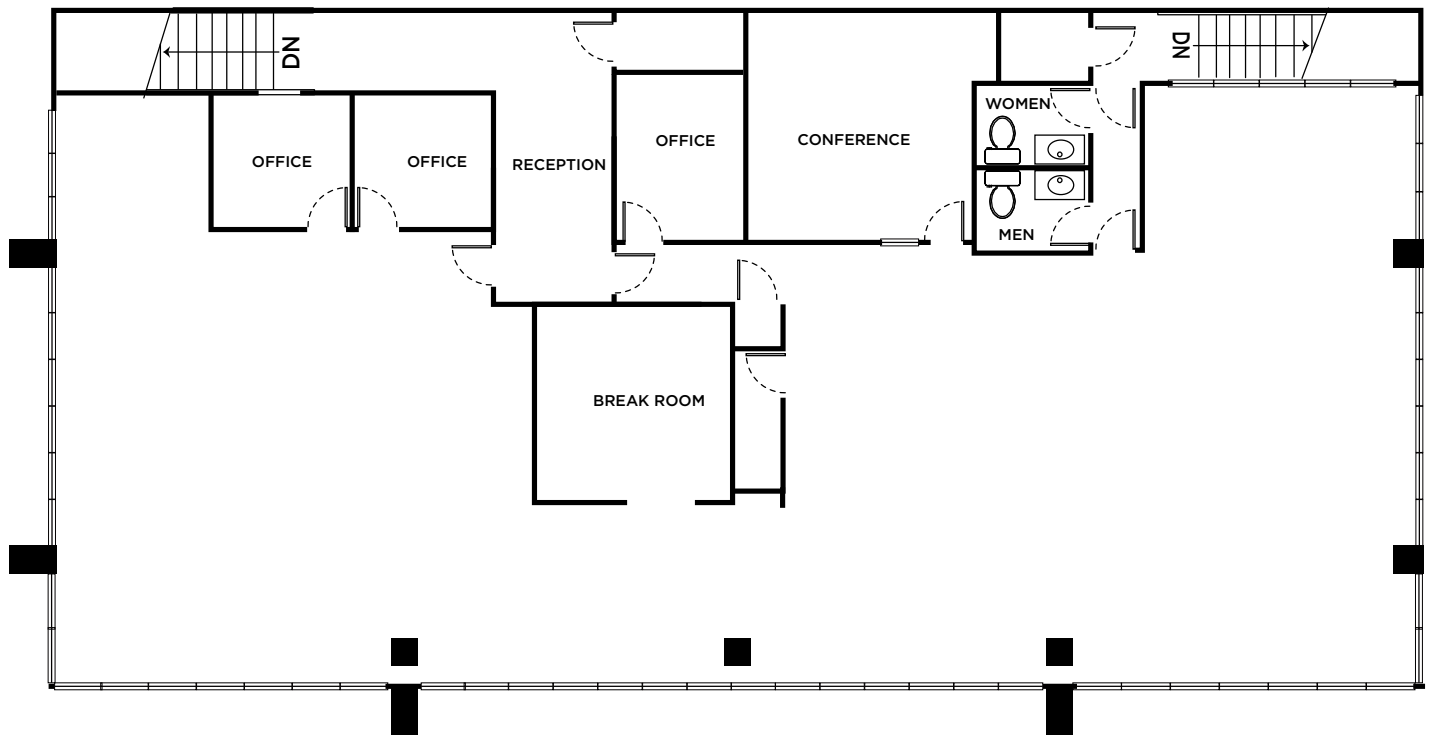 DN
DN
WOMEN
OFFICE
CONFERENCE
OFFICE
OFFICE
RECEPTION
MEN
BREAK ROOM